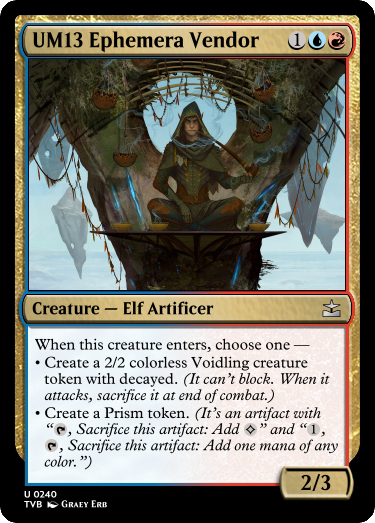 UM13 Ephemera Vendor 1
Creature — Elf Artificer
When this creature enters, choose one —
• Create a 2/2 colorless Voidling creature
token with decayed. (It can't block. When it
attacks, sacrifice it at end of combat.)
• Create a Prism token. (It's an artifact with
“, Sacrifice this artifact: Add ” and “1,
, Sacrifice this artifact: Add one mana of any
color.”)
2/3
U 0240
TVB Graey Erb